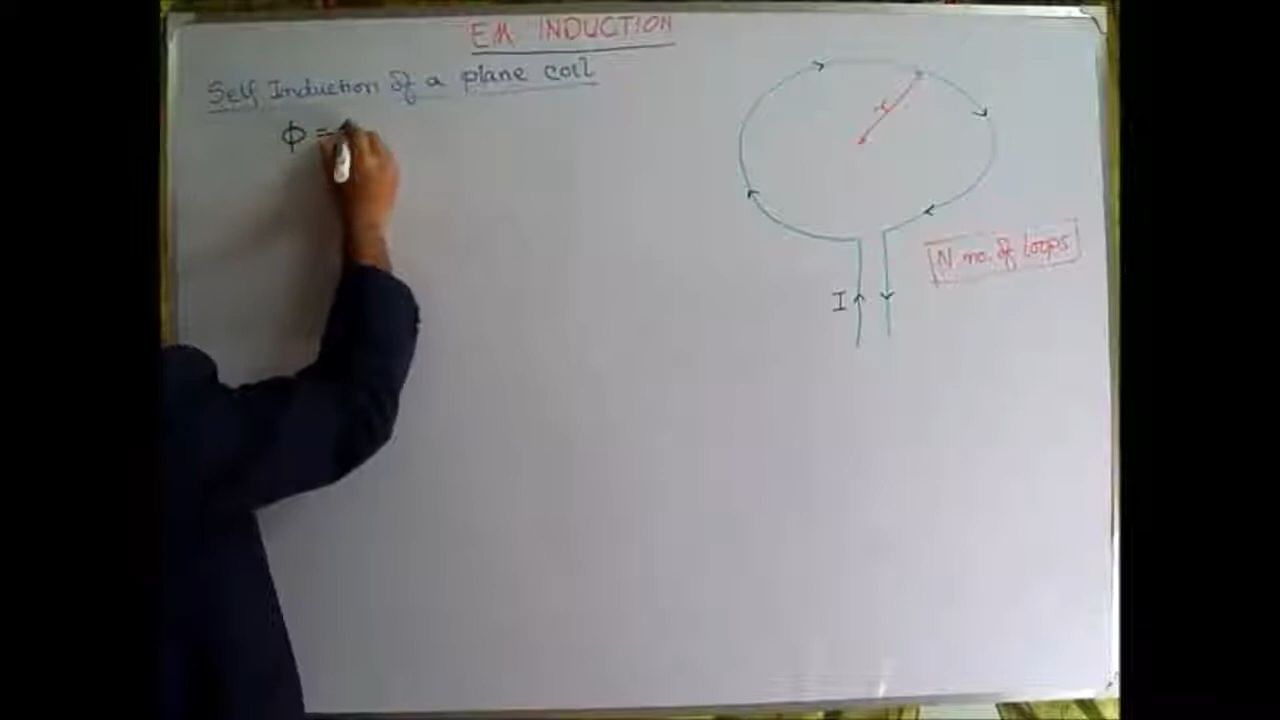 EM INDUCTION
Self Induction of a plane coil
ϕ =
r
N no. of loops
I